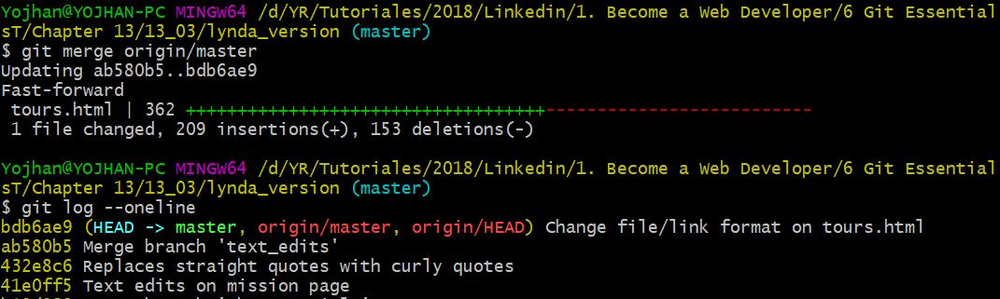 Yojhan@YOJHAN-PC MINGW64 /d/YR/Tutoriales/2018/Linkedin/1. Become a Web Developer/6 Git Essential
sT/Chapter 13/13_03/lynda_version (master)
$ git merge origin/master
Updating ab580b5..bdb6ae9
Fast-forward
 tours.html | 362 +++++++++++++++++++++++++++++++++++--------------------------
 1 file changed, 209 insertions(+), 153 deletions(-)
Yojhan@YOJHAN-PC MINGW64 /d/YR/Tutoriales/2018/Linkedin/1. Become a Web Developer/6 Git Essential
sT/Chapter 13/13_03/lynda_version (master)
$ git log --oneline
bdb6ae9 (HEAD -> master, origin/master, origin/HEAD) Change file/link format on tours.html
ab580b5 Merge branch 'text_edits'
432e8c6 Replaces straight quotes with curly quotes
41e0ff5 Text edits on mission page